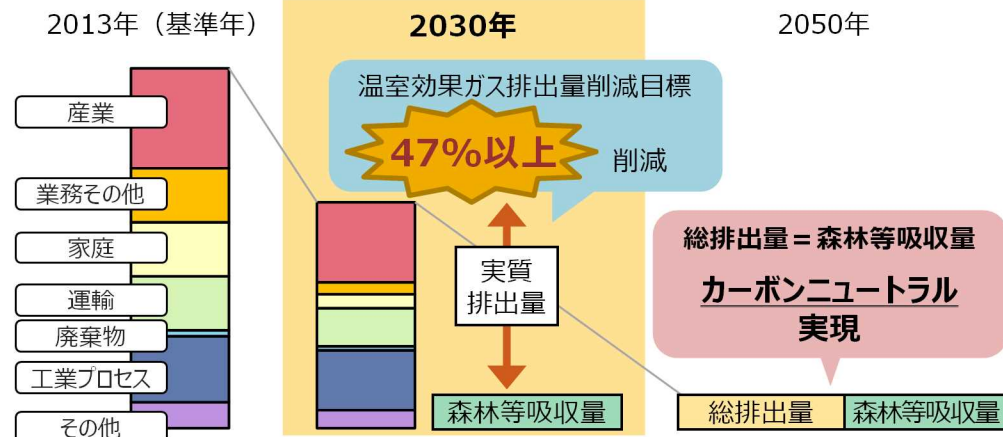 2013年（基準年）
2030年
2050年
温室効果ガス排出量削減目標
47%以上
削減
産業
業務その他
家庭
運輸
廃棄物
工業プロセス
その他
実質
排出量
森林等吸収量
総排出量＝森林等吸収量
カーボンニュートラル
実現
総排出量
森林等吸収量